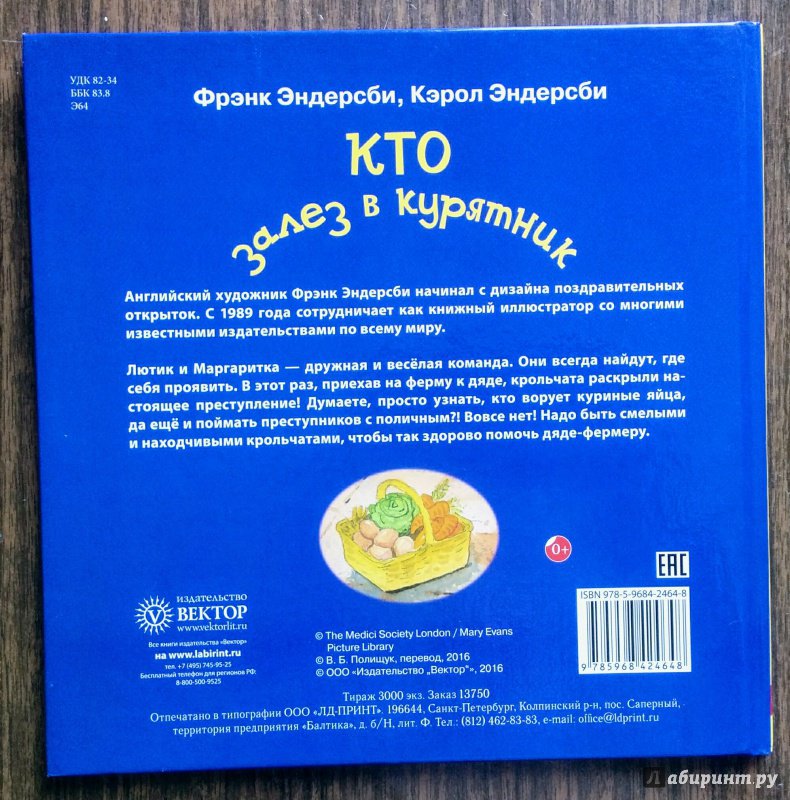 УДК 82-34
ББК 83.8
Э64
Фрэнк Эндерсби, Кэрол Эндерсби
КТО
залез в курятник
Английский художник Фрэнк Эндерсби начинал с дизайна поздравительных
открыток. С 1989 года сотрудничает как книжный иллюстратор со многими
известными издательствами по всему миру.
Лютик и Маргаритка — дружная и весёлая команда. Они всегда найдут, где
себя проявить. В этот раз, приехав на ферму к дяде, крольчата раскрыли на-
стоящее преступление! Думаете, просто узнать, кто ворует куриные яйца,
да ещё и поймать преступников с поличным?! Вовсе нет! Надо быть смелыми
и находчивыми крольчатами, чтобы так здорово помочь дяде-фермеру.
0+
ЕАС
ИЗДАТЕЛЬСТВО
ВЕКТОР
www.vektorlit.ru
Все книги издательства «Вектор»
на www.labirint.ru
тел. +7 (495) 745-95-25
Бесплатный телефон для регионов РФ:
8-800-500-9525
© The Medici Society London / Mary Evans
Picture Library
© В. Б. Полищук, перевод, 2016
© ООО «Издательство „Вектор"», 2016
ISBN 978-5-9684-2464-8
9 785968 424648
Тираж 3000 экз. Заказ 13750
Отпечатано в типографии ООО «ЛД-ПРИНТ». 196644, Санкт-Петербург, Колпинский р-н, пос. Саперный,
территория предприятия "Балтика», д. б/Н, лит. Ф. Тел.: (812) 462-83-83, e-mail: office@ldprint.ru
Лабиринт.ру